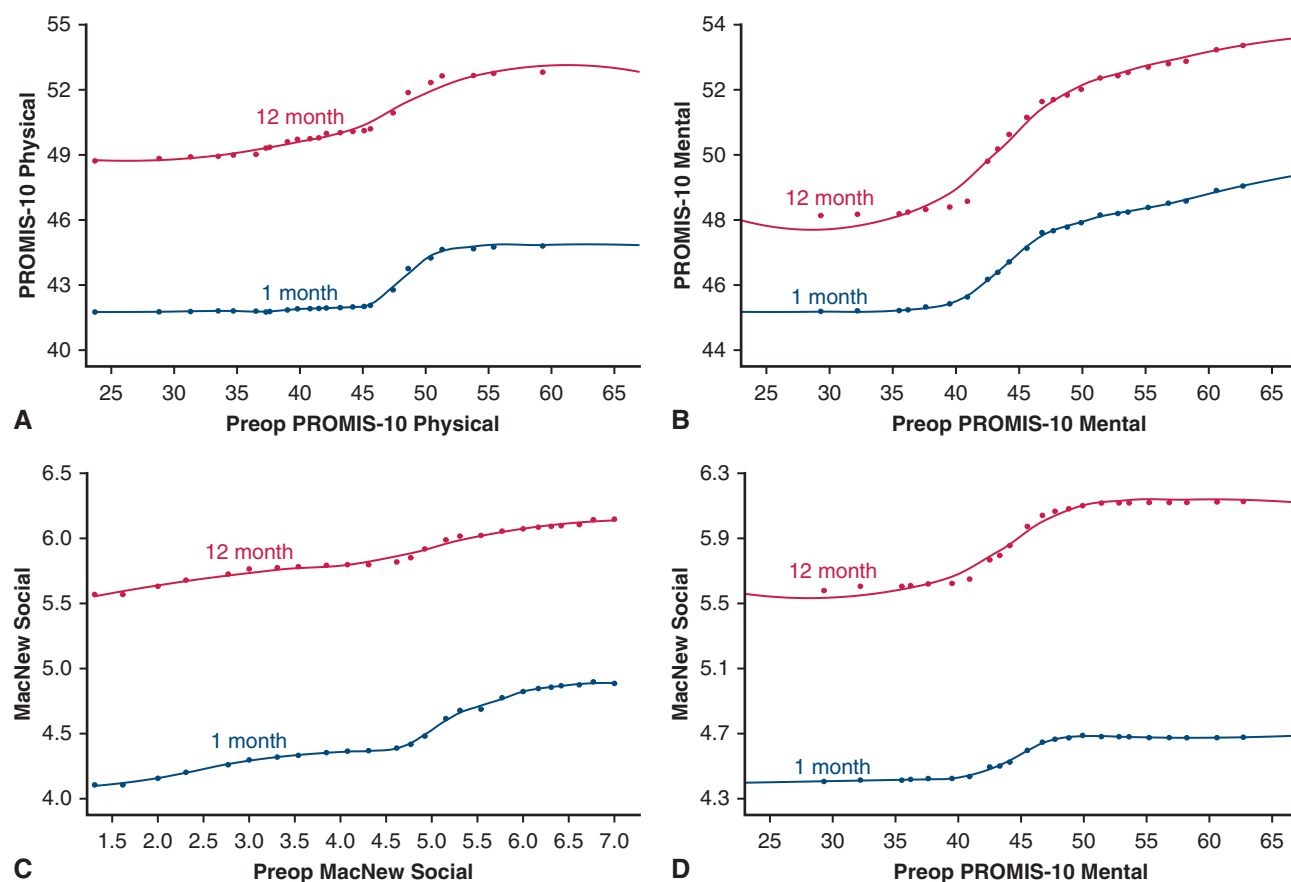 55
52
49
46
43
40
PROMIS-10 Physical
12 month
1 month
25 30 35 40 45 50 55 60 65
A
Preop PROMIS-10 Physical
54
52
50
48
46
44
PROMIS-10 Mental
12 month
1 month
25 30 35 40 45 50 55 60 65
B
Preop PROMIS-10 Mental
6.5
6.0
5.5
5.0
4.5
4.0
MacNew Social
12 month
1 month
1.5 2.0 2.5 3.0 3.5 4.0 4.5 5.0 5.5 6.0 6.5 7.0
C
Preop MacNew Social
6.3
5.9
5.5
5.1
4.7
4.3
MacNew Social
12 month
1 month
25 30 35 40 45 50 55 60 65
D
Preop PROMIS-10 Mental